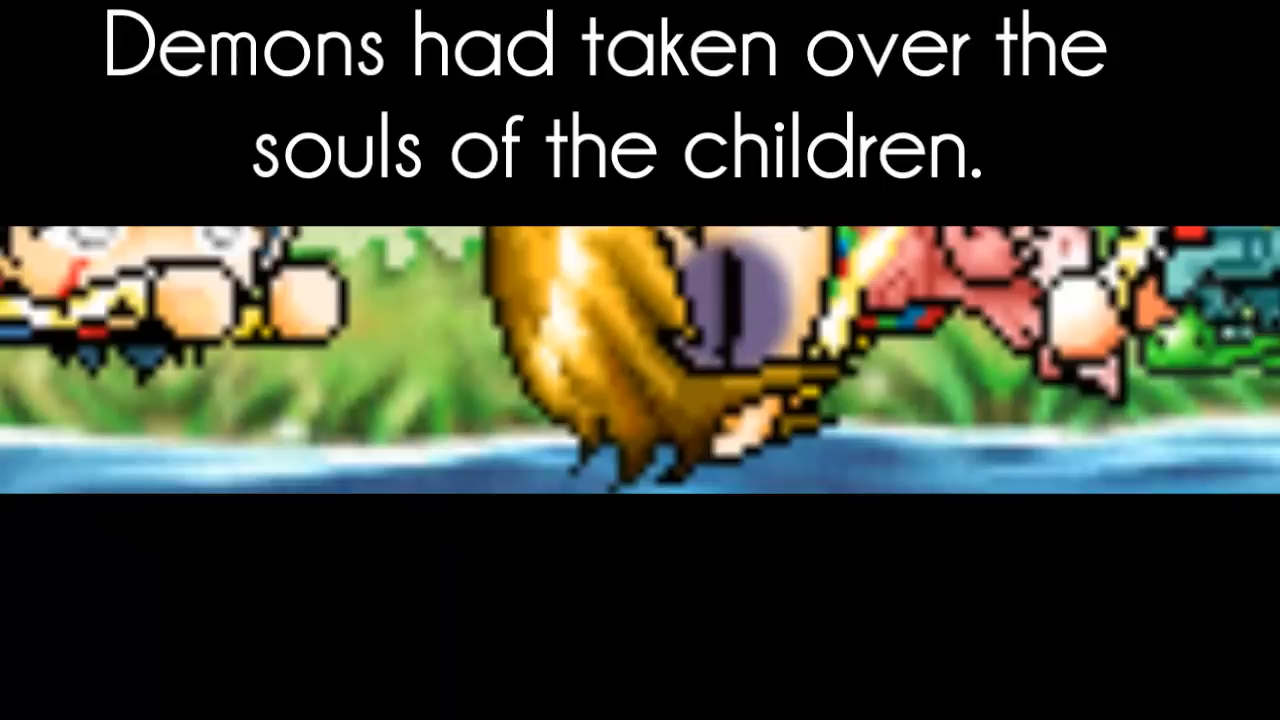 Demons had taken over the
souls of the children.